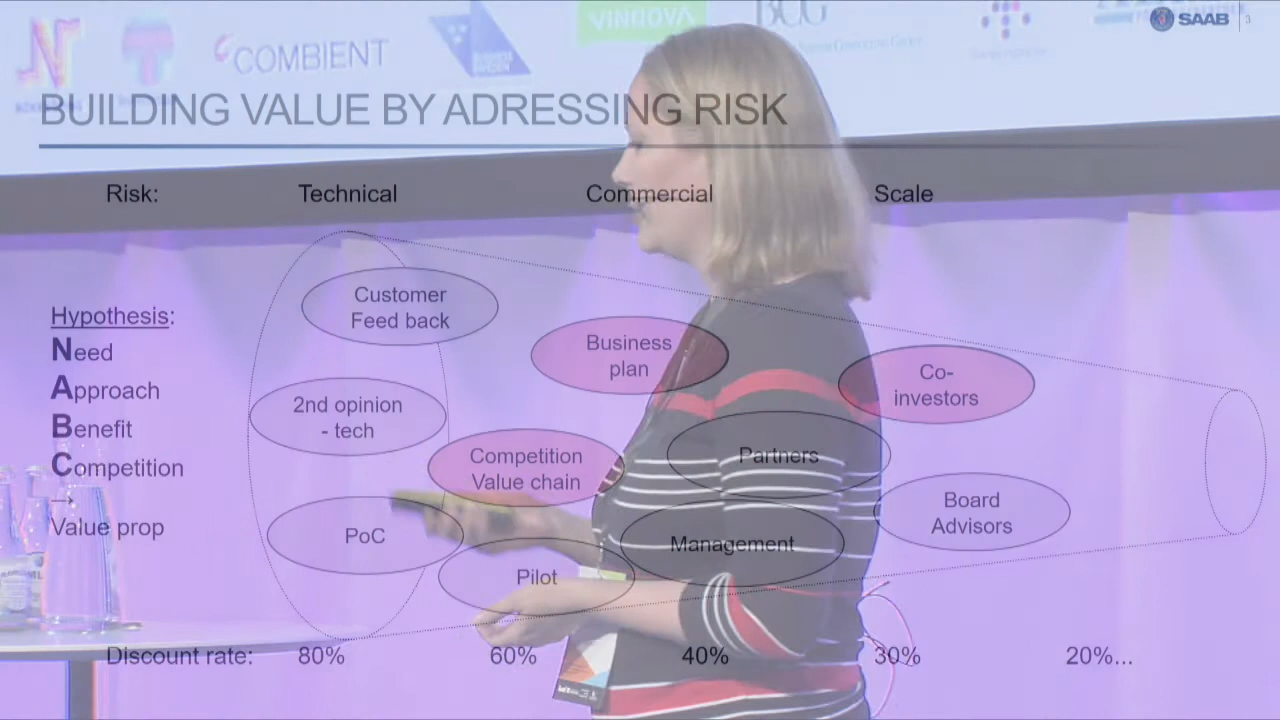 COMBIENT
VINNOVA
BCG
SAAB
3
BUILDING VALUE BY ADRESSING RISK
Risk:
Technical
Commercial
Scale
Hypothesis:
Need
Approach
Benefit
Competition
→
Value prop
Customer
Feed back
2nd opinion
- tech
PoC
Business
plan
Competition
Value chain
Pilot
Partners
Management
Co-
investors
Board
Advisors
Discount rate:
80%
60%
40%
30%
20%...